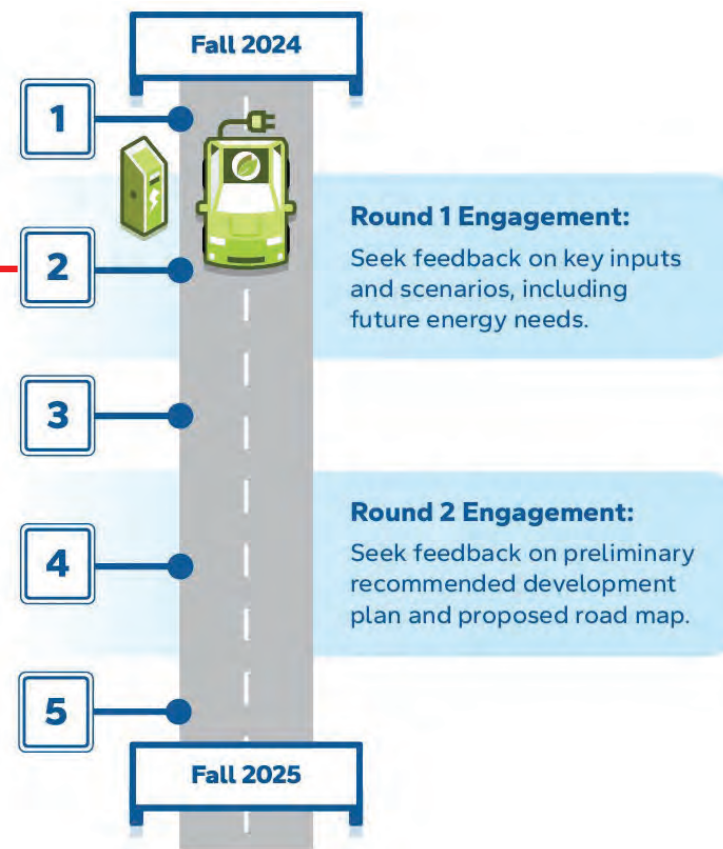 Fall 2024
1
2
Round 1 Engagement:
Seek feedback on key inputs
and scenarios, including
future energy needs.
3
4
Round 2 Engagement:
Seek feedback on preliminary
recommended development
plan and proposed road map.
5
Fall 2025